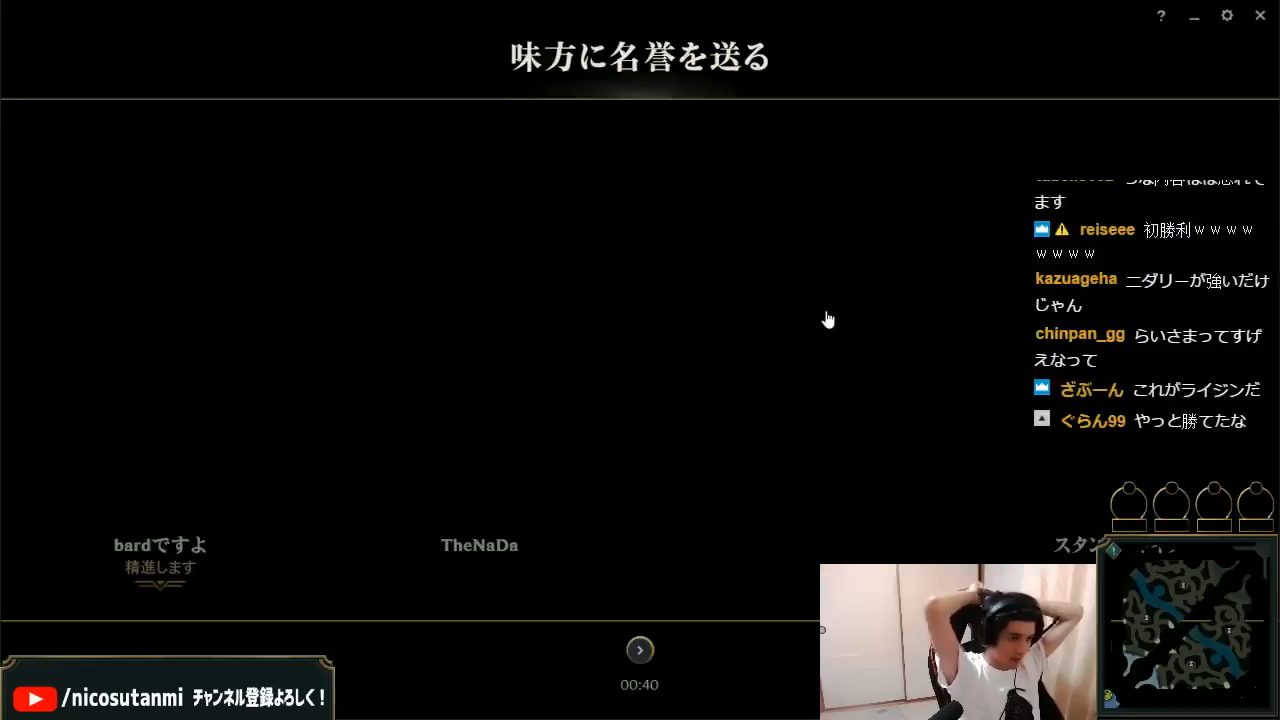 味方に名誉を送る
ます
reiseee 初勝利ｗｗｗｗ
ｗｗｗｗ
kazuageha ニダリーが強いだけ
じゃん
chinpan_gg らいさまってすげ
えなって
ざぶーん これがライジンだ
ぐらん99 やっと勝てたな
bardですよ
精進します
TheNaDa
スタン
00:40
/nicosutanmi チャンネル登録よろしく！